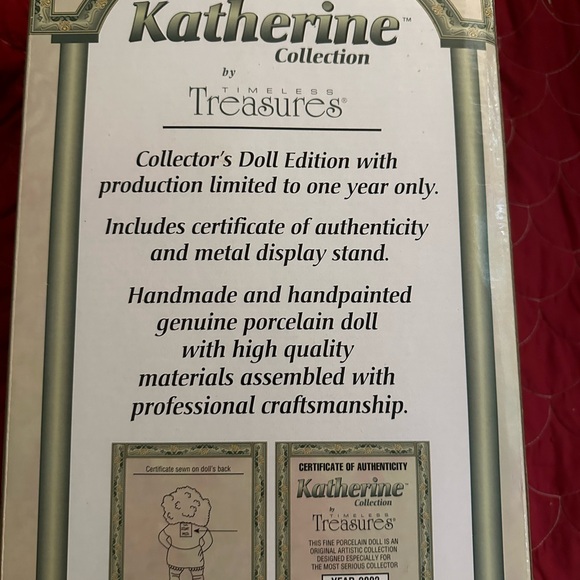 Katherine™
Collection
by
TIMELESS
Treasures®
Collector's Doll Edition with
production limited to one year only.
Includes certificate of authenticity
and metal display stand.
Handmade and handpainted
genuine porcelain doll
with high quality
materials assembled with
professional craftsmanship.
Certificate sewn on doll's back
CERTIFICATE OF AUTHENTICITY
Katherine™
Collection
by
TIMELESS
Treasures®
THIS FINE PORCELAIN DOLL IS AN
ORIGINAL ARTISTIC COLLECTION
DESIGNED ESPECIALLY FOR
THE MOST SERIOUS COLLECTOR
YEAR